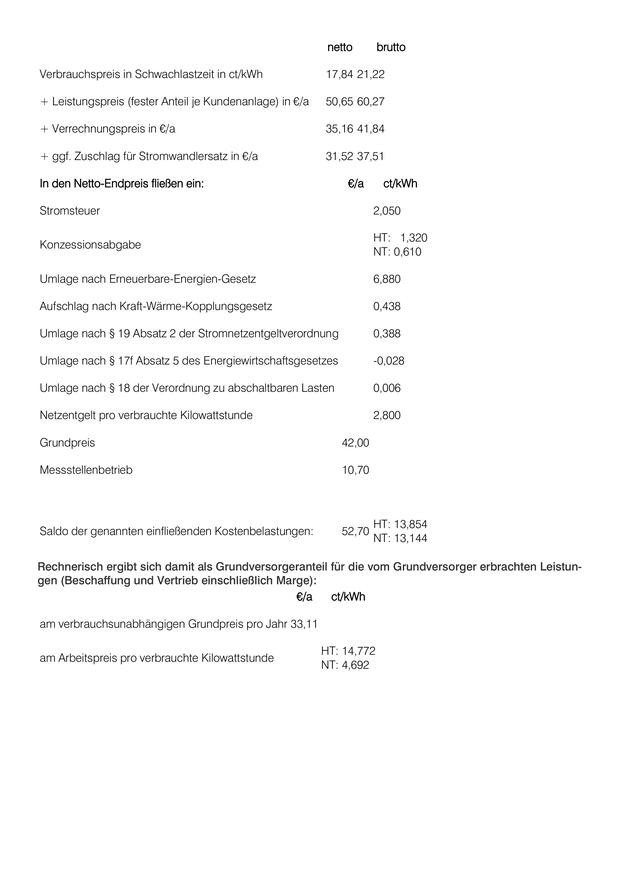 netto brutto
Verbrauchspreis in Schwachlastzeit in ct/kWh 17,84 21,22
+ Leistungspreis (fester Anteil je Kundenanlage) in €/a 50,65 60,27
+ Verrechnungspreis in €/a 35,16 41,84
+ ggf. Zuschlag für Stromwandlersatz in €/a 31,52 37,51
In den Netto-Endpreis fließen ein: €/a ct/kWh
Stromsteuer 2,050
Konzessionsabgabe HT: 1,320
NT: 0,610
Umlage nach Erneuerbare-Energien-Gesetz 6,880
Aufschlag nach Kraft-Wärme-Kopplungsgesetz 0,438
Umlage nach § 19 Absatz 2 der Stromnetzentgeltverordnung 0,388
Umlage nach § 17f Absatz 5 des Energiewirtschaftsgesetzes -0,028
Umlage nach § 18 der Verordnung zu abschaltbaren Lasten 0,006
Netzentgelt pro verbrauchte Kilowattstunde 2,800
Grundpreis 42,00
Messstellenbetrieb 10,70
Saldo der genannten einfließenden Kostenbelastungen: 52,70 HT: 13,854
NT: 13,144
Rechnerisch ergibt sich damit als Grundversorgeranteil für die vom Grundversorger erbrachten Leistun-
gen (Beschaffung und Vertrieb einschließlich Marge):
€/a ct/kWh
am verbrauchsunabhängigen Grundpreis pro Jahr 33,11
am Arbeitspreis pro verbrauchte Kilowattstunde HT: 14,772
NT: 4,692